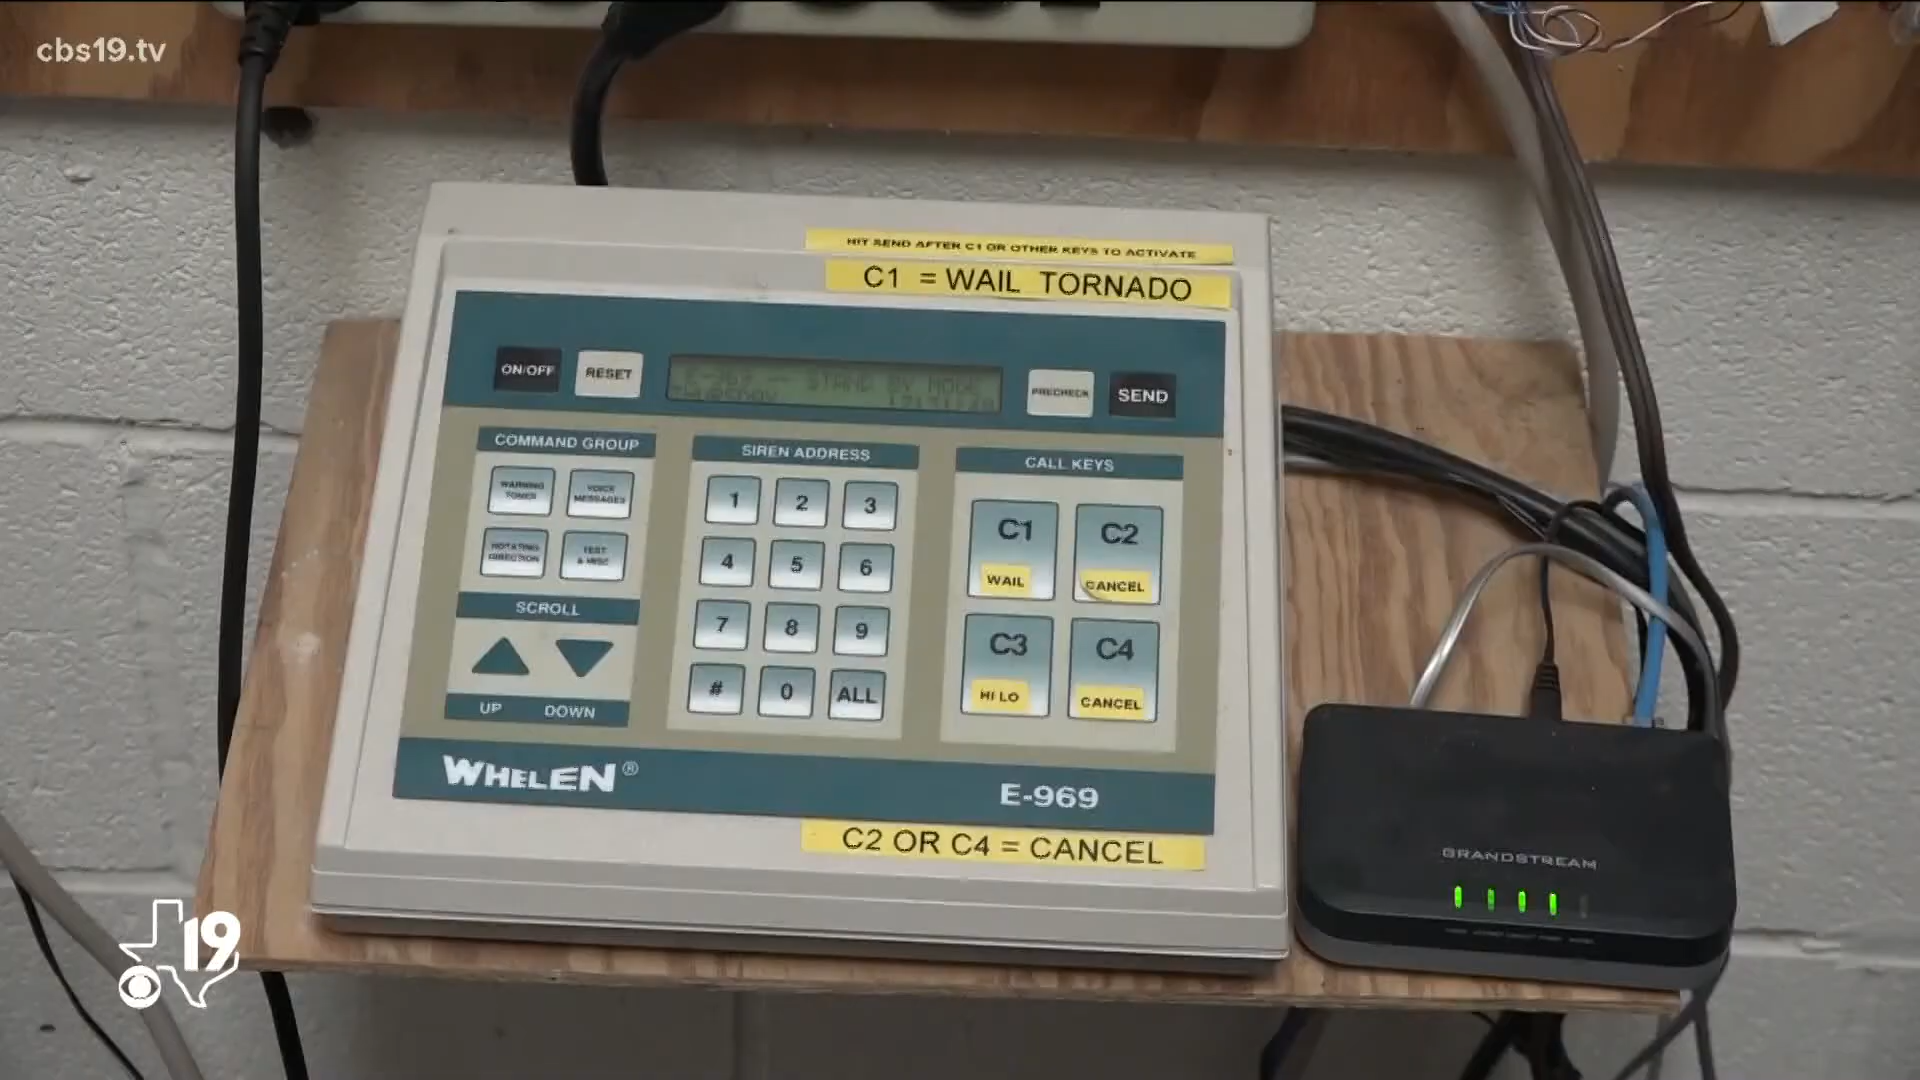 cbs19.tv
HIT SEND AFTER C1 OR OTHER KEYS TO ACTIVATE
C1 = WAIL TORNADO
ON/OFF
RESET
STAND BY MODE
PRECHECK
SEND
COMMAND GROUP
WARNING
TONES
VOICE
MESSAGES
ROTATING
DIRECTION
TEST
& MISC
SCROLL
UP DOWN
SIREN ADDRESS
1 2 3
4 5 6
7 8 9
# 0 ALL
CALL KEYS
C1
WAIL
C2
CANCEL
C3
HI LO
C4
CANCEL
WHELEN®
E-969
C2 OR C4 = CANCEL
GRANDSTREAM
19